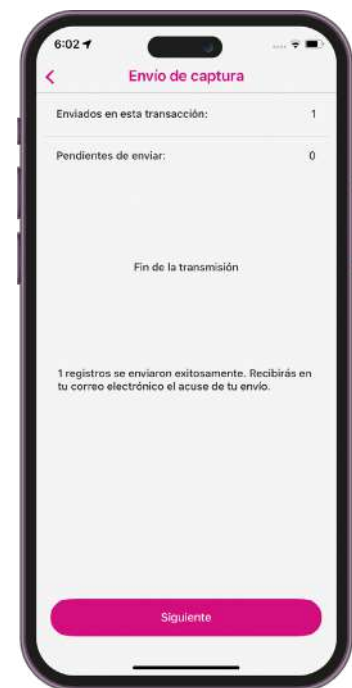 6:02
Envío de captura
Enviados en esta transacción: 1
Pendientes de enviar: 0
Fin de la transmisión
1 registros se enviaron exitosamente. Recibirás en
tu correo electrónico el acuse de tu envío.
Siguiente